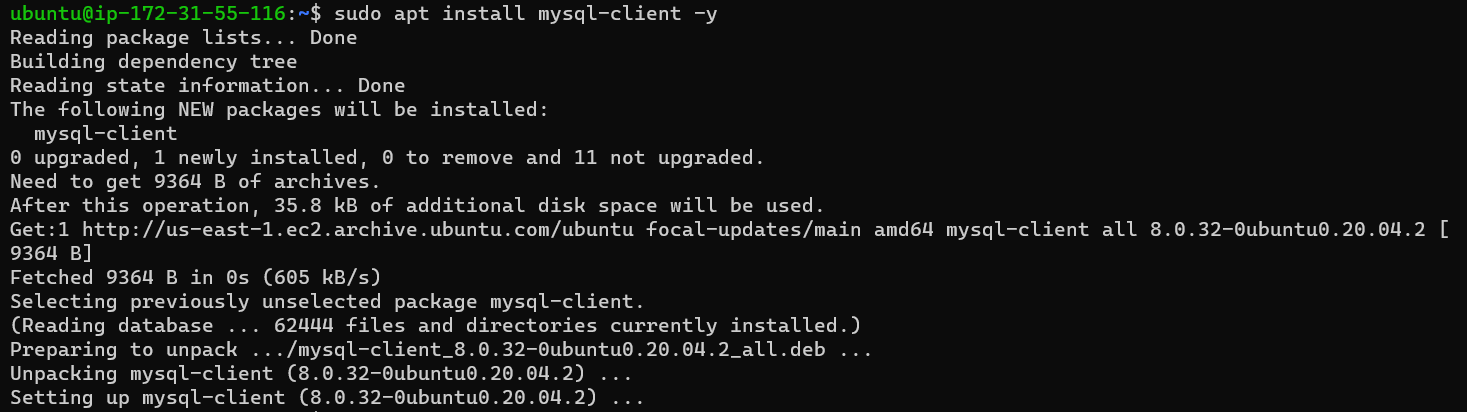 ubuntu@ip-172-31-55-116:~$ sudo apt install mysql-client -y
Reading package lists... Done
Building dependency tree
Reading state information... Done
The following NEW packages will be installed:
  mysql-client
0 upgraded, 1 newly installed, 0 to remove and 11 not upgraded.
Need to get 9364 B of archives.
After this operation, 35.8 kB of additional disk space will be used.
Get:1 http://us-east-1.ec2.archive.ubuntu.com/ubuntu focal-updates/main amd64 mysql-client all 8.0.32-0ubuntu0.20.04.2 [
9364 B]
Fetched 9364 B in 0s (605 kB/s)
Selecting previously unselected package mysql-client.
(Reading database ... 62444 files and directories currently installed.)
Preparing to unpack .../mysql-client_8.0.32-0ubuntu0.20.04.2_all.deb ...
Unpacking mysql-client (8.0.32-0ubuntu0.20.04.2) ...
Setting up mysql-client (8.0.32-0ubuntu0.20.04.2) ...